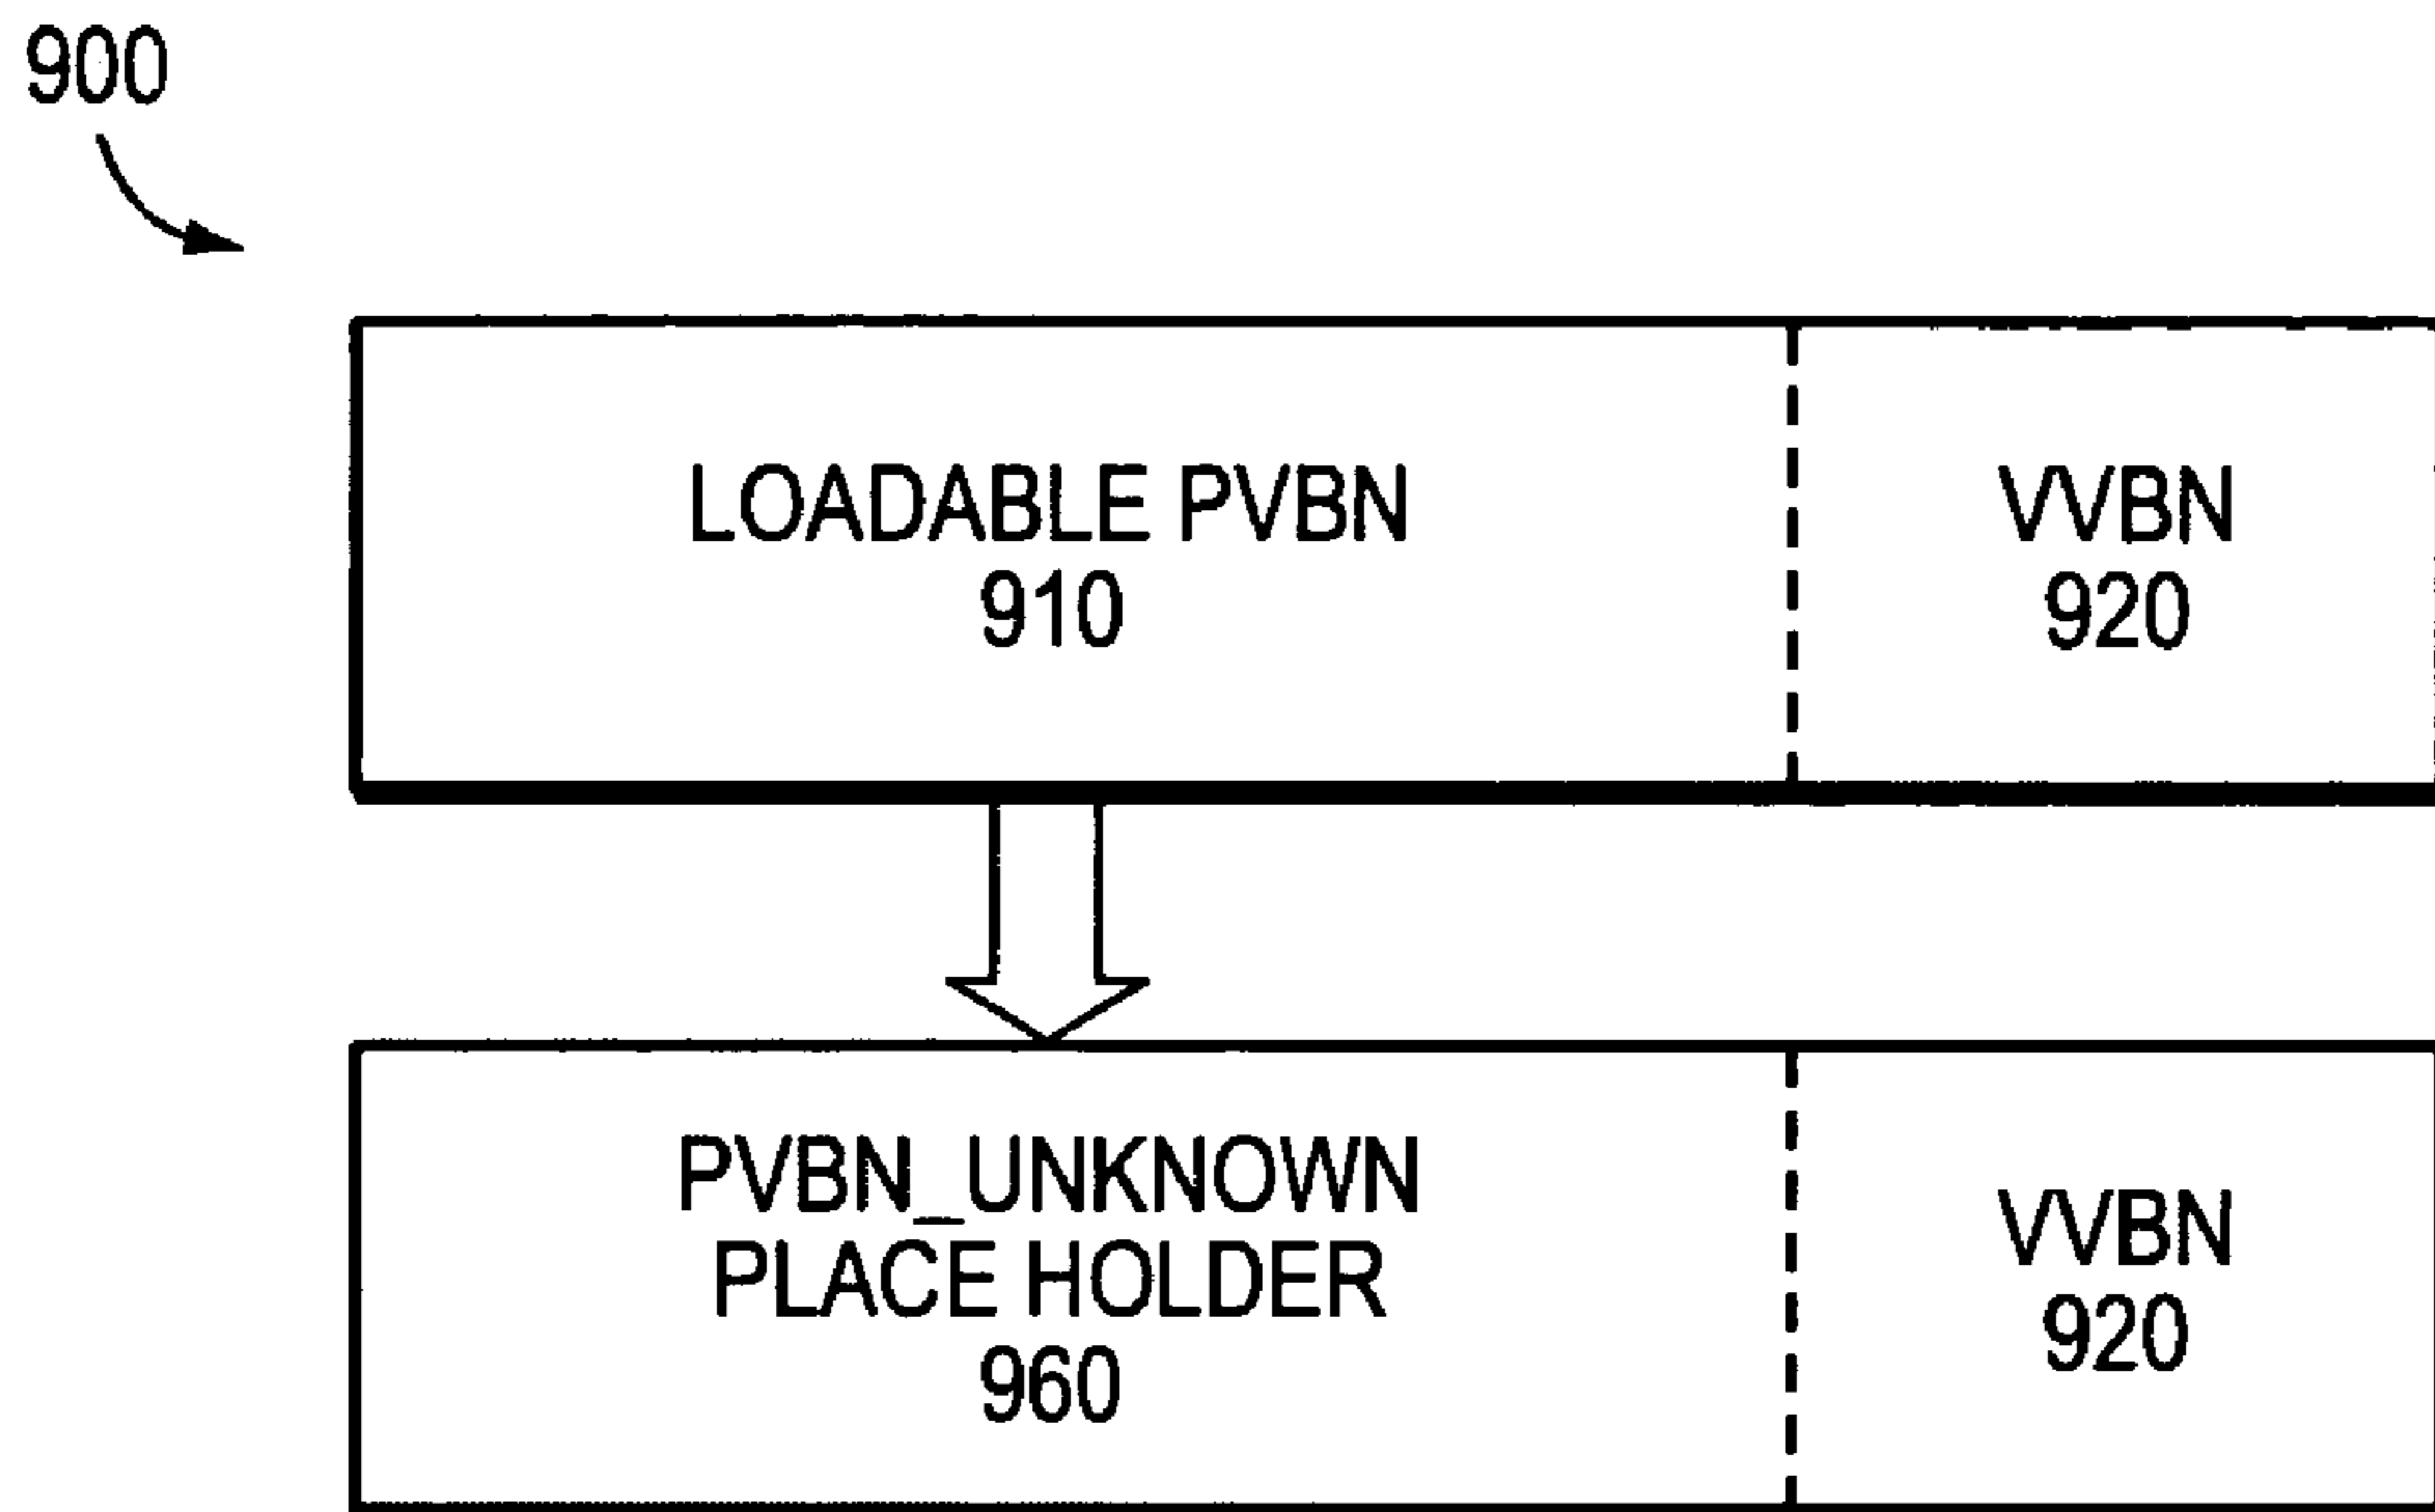 900
LOADABLE PVBN
910
VVBN
920
PVBN_UNKNOWN
PLACE HOLDER
960
VVBN
920